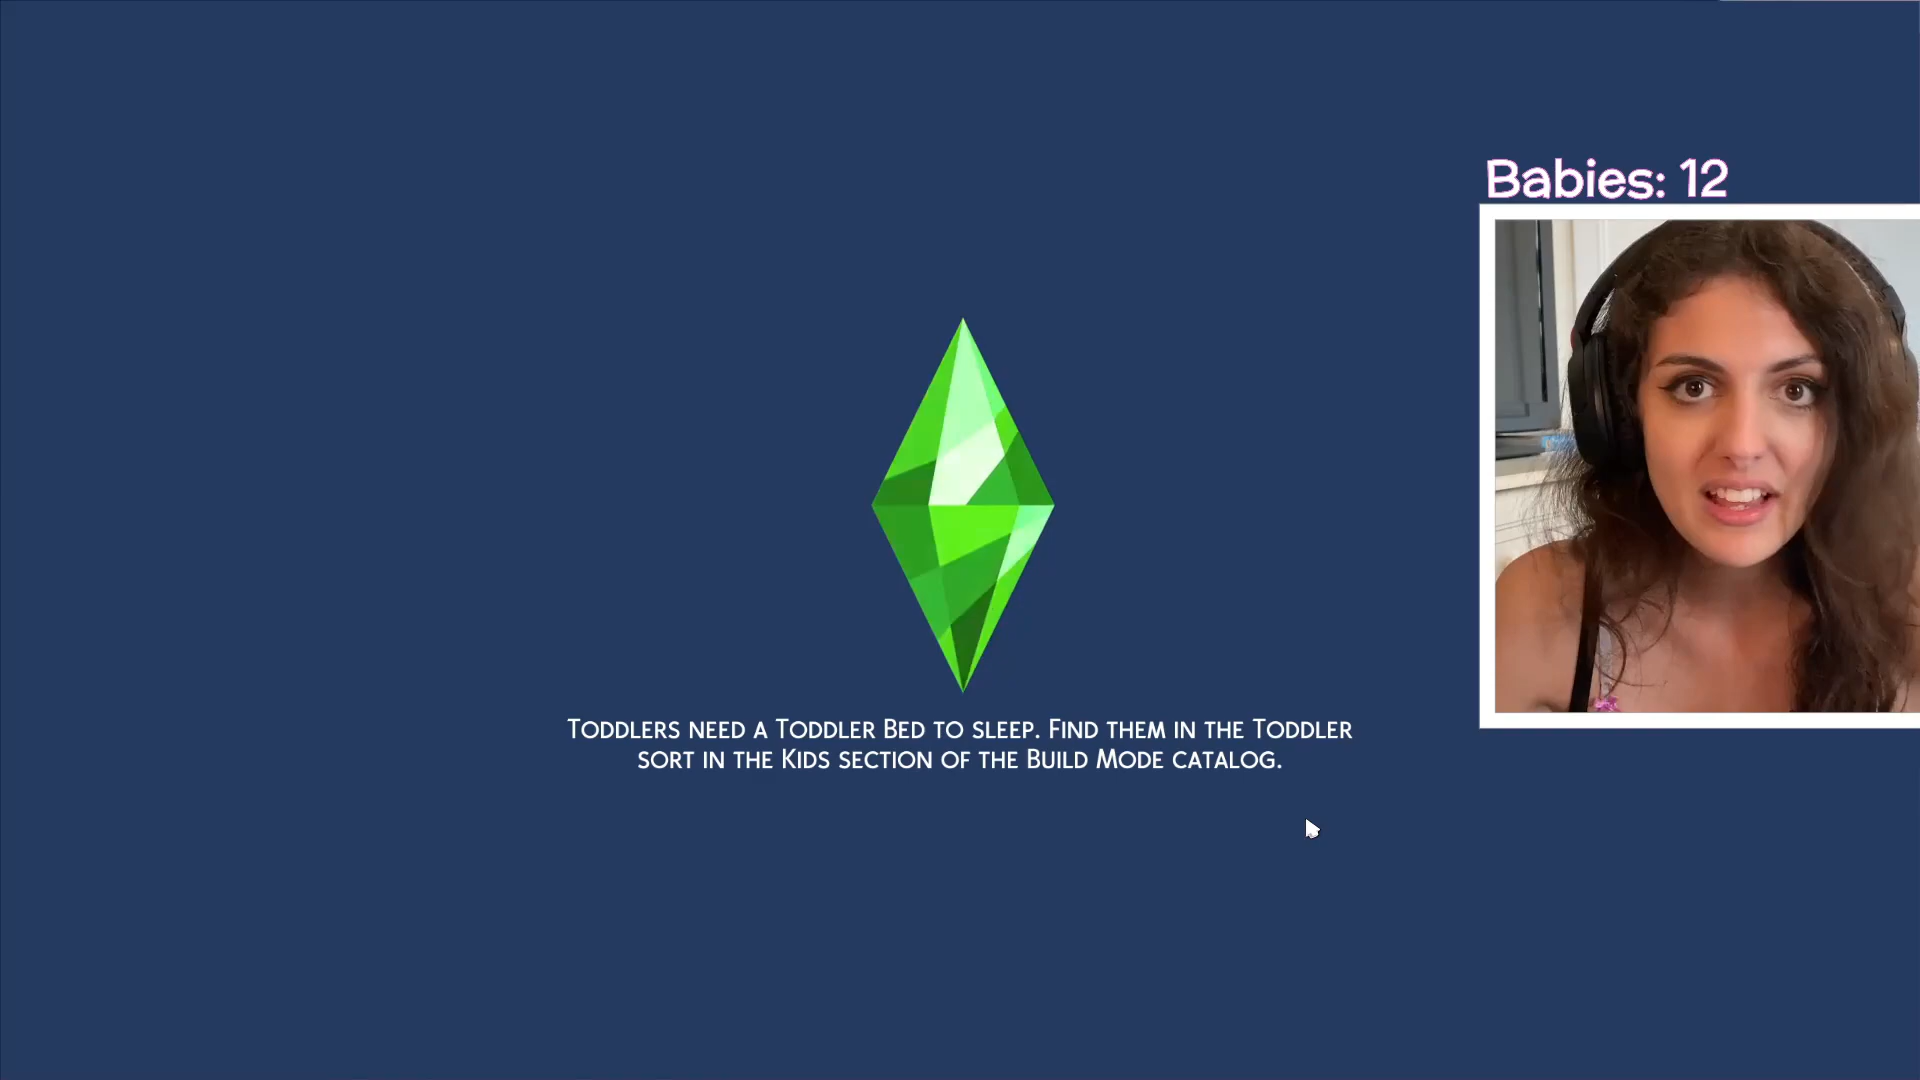 Babies: 12
Toddlers need a Toddler Bed to sleep. Find them in the Toddler
sort in the Kids section of the Build Mode catalog.